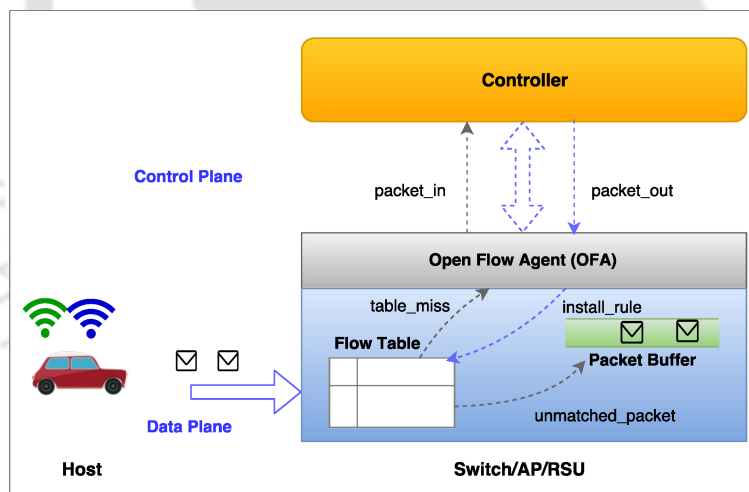 Controller
Control Plane
packet_in
packet_out
Open Flow Agent (OFA)
table_miss
install_rule
Flow Table
Packet Buffer
Data Plane
unmatched_packet
Host
Switch/AP/RSU